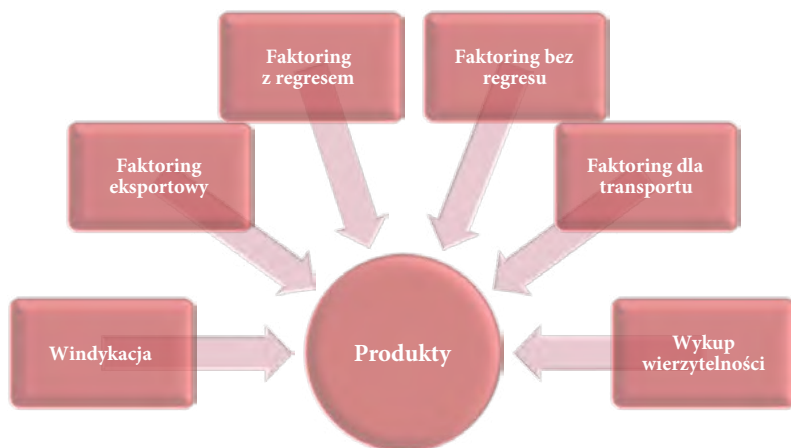 Faktoring
z regresem
Faktoring bez
regresu
Faktoring
eksportowy
Faktoring dla
transportu
Windykacja
Produkty
Wykup
wierzytelności